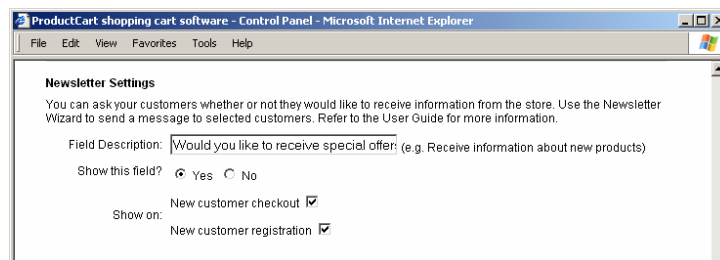 ProductCart shopping cart software - Control Panel - Microsoft Internet Explorer
File Edit View Favorites Tools Help
Newsletter Settings
You can ask your customers whether or not they would like to receive information from the store. Use the Newsletter
Wizard to send a message to selected customers. Refer to the User Guide for more information.
Field Description: Would you like to receive special offer (e.g. Receive information about new products)
Show this field? Yes No
New customer checkout
Show on:
New customer registration